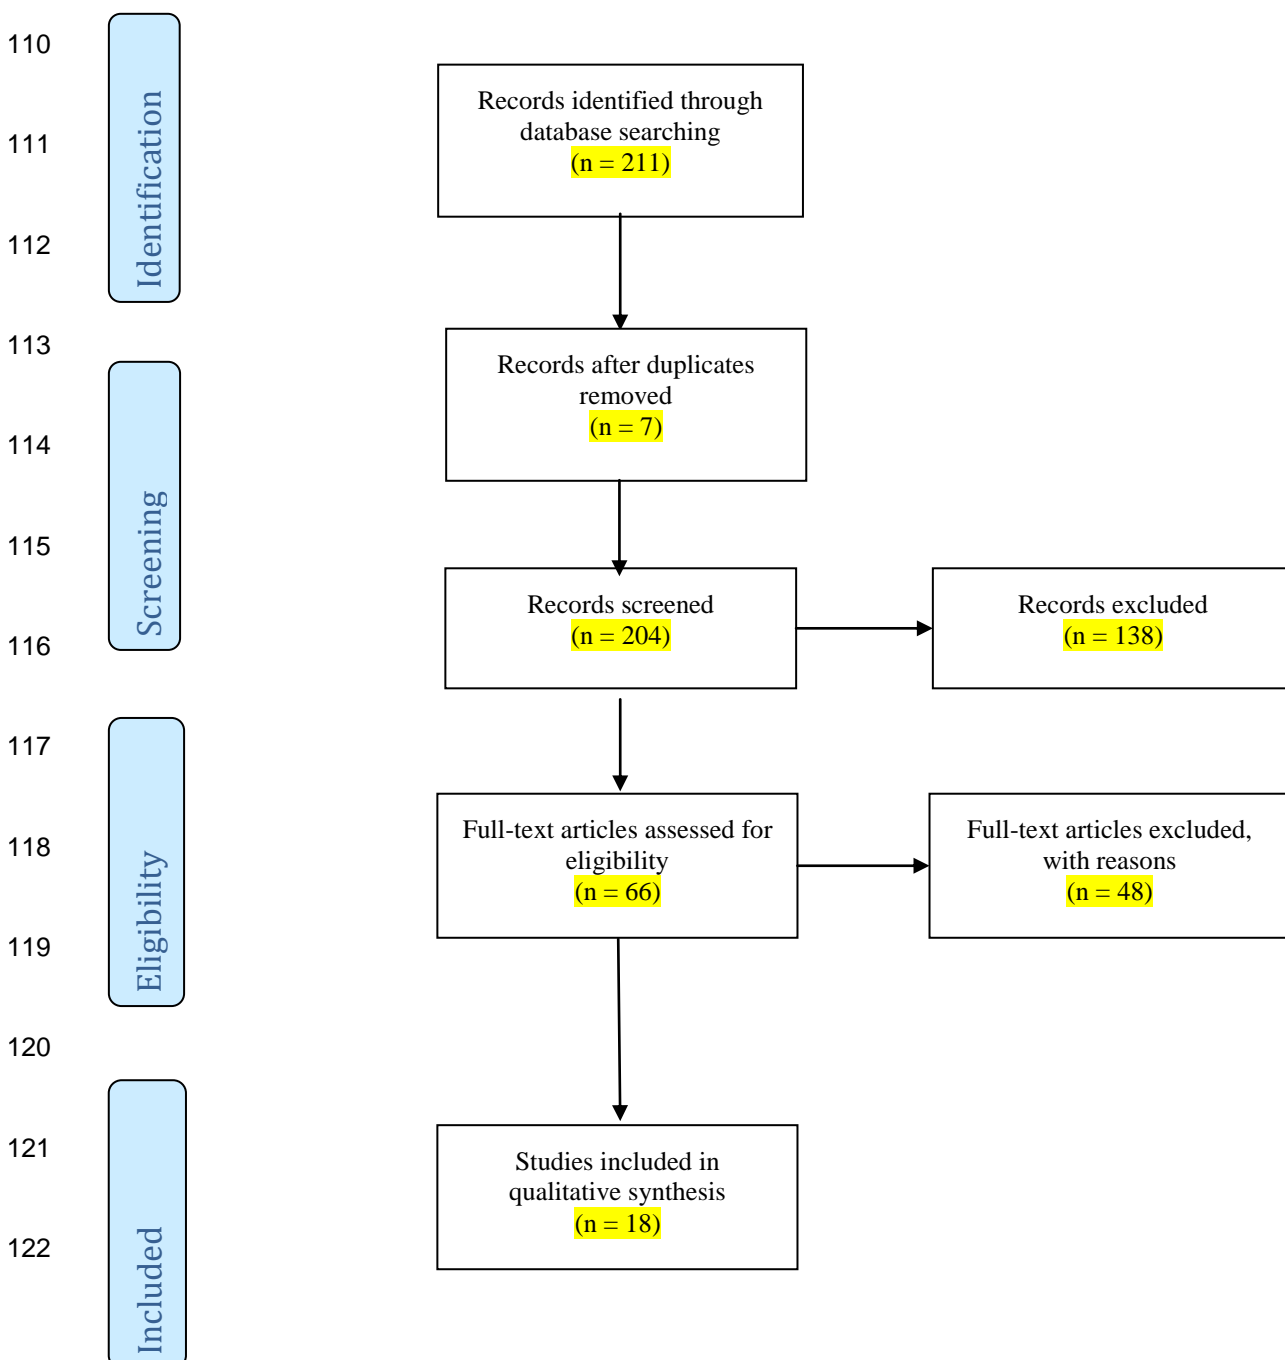 110
Identification
Records identified through
database searching
(n = 211)
111
112
113
Records after duplicates
removed
(n = 7)
114
Screening
115
Records screened
(n = 204)
Records excluded
(n = 138)
116
117
Eligibility
Full-text articles assessed for
eligibility
(n = 66)
Full-text articles excluded,
with reasons
(n = 48)
118
119
120
Included
121
Studies included in
qualitative synthesis
(n = 18)
122